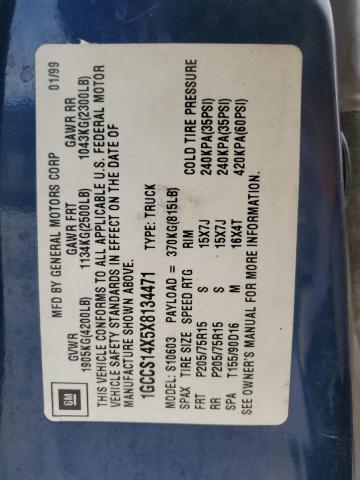 GM
MFD BY GENERAL MOTORS CORP 01/99
GVWR GAWR FRT GAWR RR
1905KG(4200LB) 1134KG(2500LB) 1043KG(2300LB)
THIS VEHICLE CONFORMS TO ALL APPLICABLE U.S. FEDERAL MOTOR
VEHICLE SAFETY STANDARDS IN EFFECT ON THE DATE OF
MANUFACTURE SHOWN ABOVE.
1GCCS14X5X8134471 TYPE: TRUCK
MODEL: S10603 PAYLOAD = 370KG(815LB)
SPAX TIRE SIZE SPEED RTG RIM COLD TIRE PRESSURE
FRT P205/75R15 S 15X7J 240KPA(35PSI)
RR P205/75R15 S 15X7J 240KPA(35PSI)
SPA T155/90D16 M 16X4T 420KPA(60PSI)
SEE OWNER'S MANUAL FOR MORE INFORMATION.